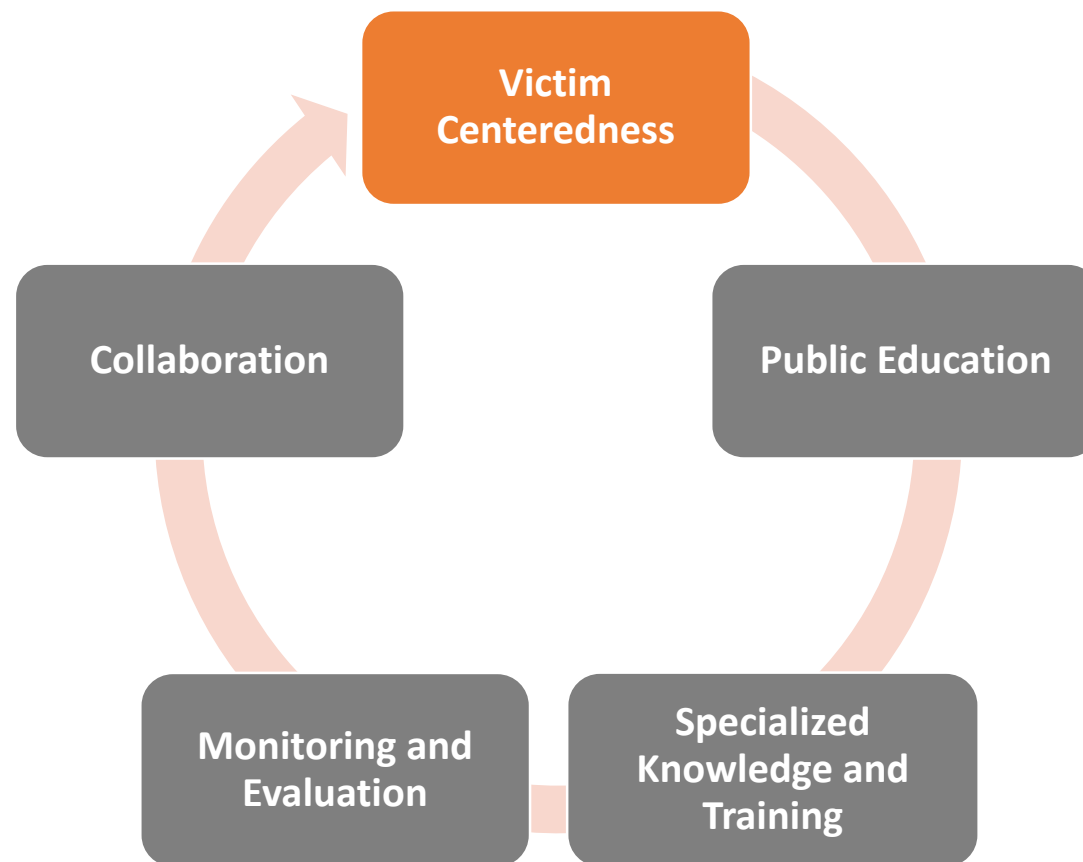 Victim
Centeredness
Collaboration
Public Education
Monitoring and
Evaluation
Specialized
Knowledge and
Training